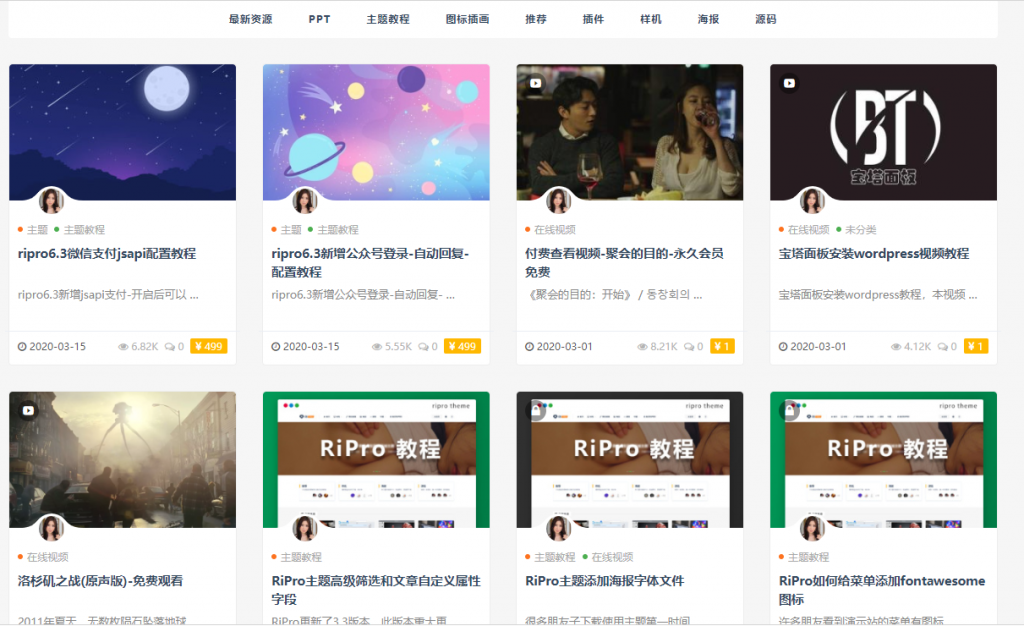 最新资源 PPT 主题教程 图标插画 推荐 插件 样机 海报 源码
BT
宝塔面板
主题 主题教程
ripro6.3微信支付jsapi配置教程
ripro6.3新增jsapi支付-开启后可以 ...
2020-03-15 6.82K 0 ¥ 499
主题 主题教程
ripro6.3新增公众号登录-自动回复-
配置教程
ripro6.3新增公众号登录-自动回复- ...
2020-03-15 5.55K 0 ¥ 499
在线视频
付费查看视频-聚会的目的-永久会员
免费
《聚会的目的：开始》 / 동창회의 ...
2020-03-01 8.21K 0 ¥ 1
在线视频 未分类
宝塔面板安装wordpress视频教程
宝塔面板安装wordpress教程，本视频 ...
2020-03-01 4.12K 0 ¥ 1
在线视频
洛杉矶之战(原声版)-免费观看
2011年夏天，无数枚陨石坠落地球，
ripro theme
RiPro 教程
主题教程
RiPro主题高级筛选和文章自定义属性
字段
RiPro更新了3.3版本，此版本重大更
ripro theme
RiPro 教程
主题教程 在线视频
RiPro主题添加海报字体文件
很多朋友子下载使用主题第一时间
ripro theme
RiPro 教程
主题教程
RiPro如何给菜单添加fontawesome
图标
许多朋友看到演示站的菜单有图标